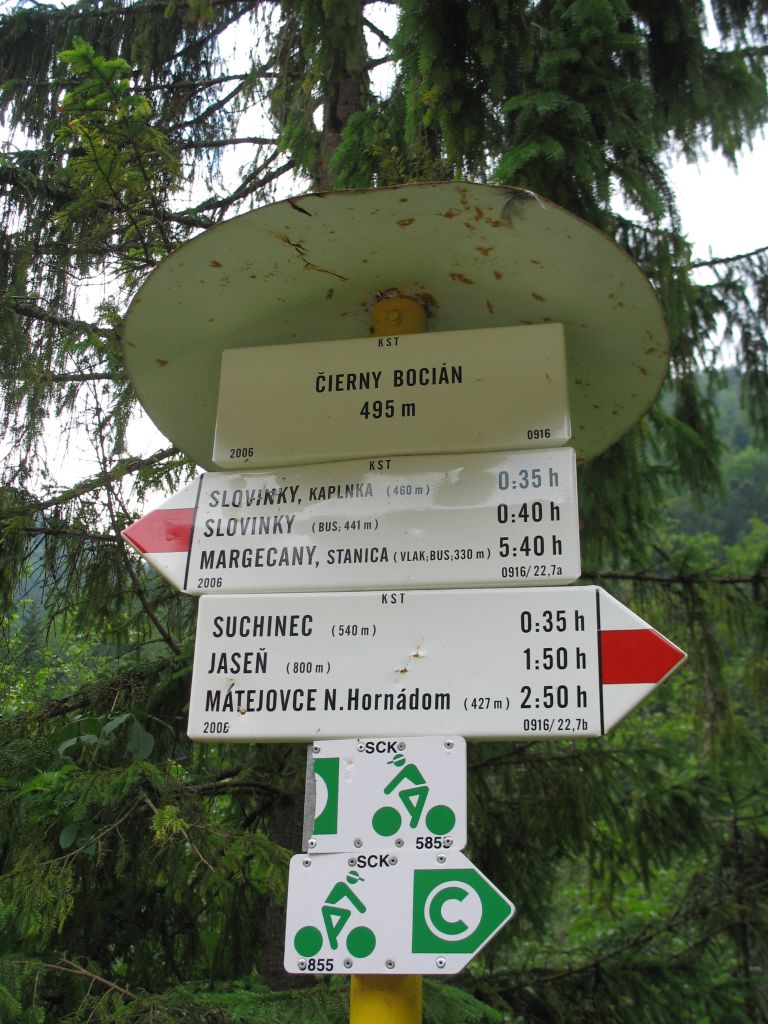 KST
ČIERNY BOCIÁN
495 m
2006 0916
KST
SLOVINKY, KAPLNKA (460 m) 0:35 h
SLOVINKY (BUS; 441 m) 0:40 h
MARGECANY, STANICA (VLAK;BUS;330 m) 5:40 h
2006 0916/22,7a
KST
SUCHINEC (540 m) 0:35 h
JASEŇ (800 m) 1:50 h
MATEJOVCE N.Hornádom (427 m) 2:50 h
2006 0916/22,7b
SCK
5855
SCK
C
855